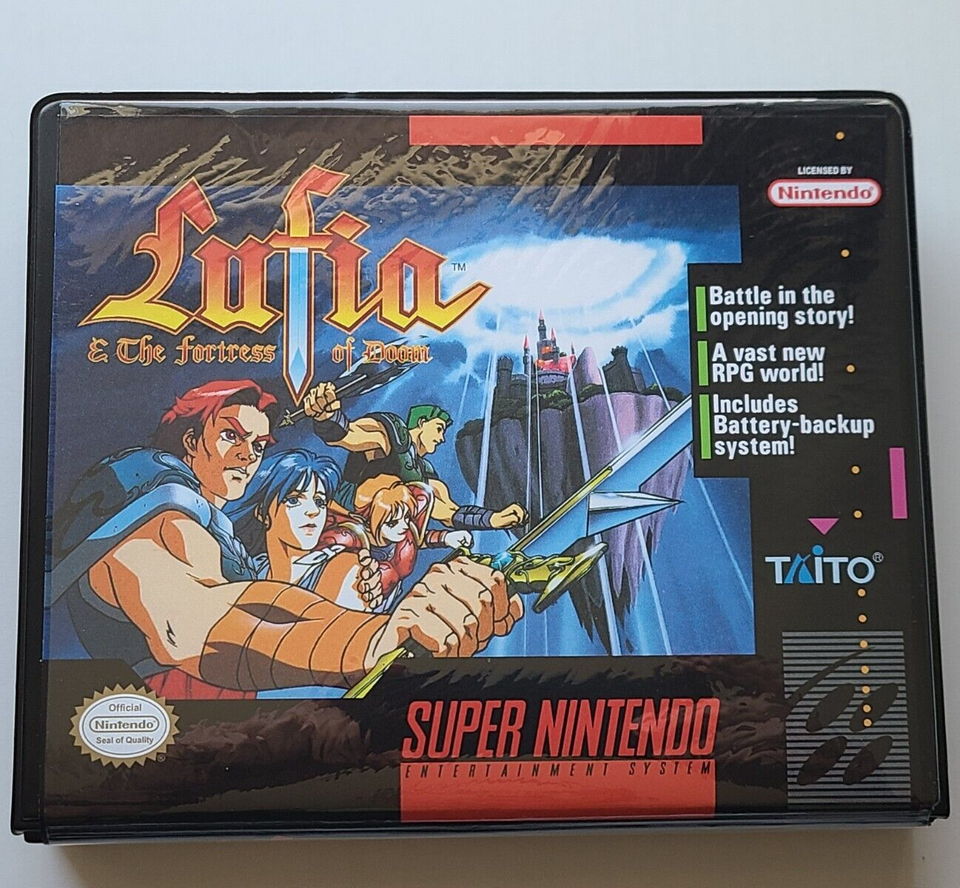 LICENSED BY
Nintendo®
Lufia™
& The Fortress of Doom
Battle in the
opening story!
A vast new
RPG world!
Includes
Battery-backup
system!
TAITO®
Official
Nintendo
Seal of Quality®
SUPER NINTENDO
ENTERTAINMENT SYSTEM